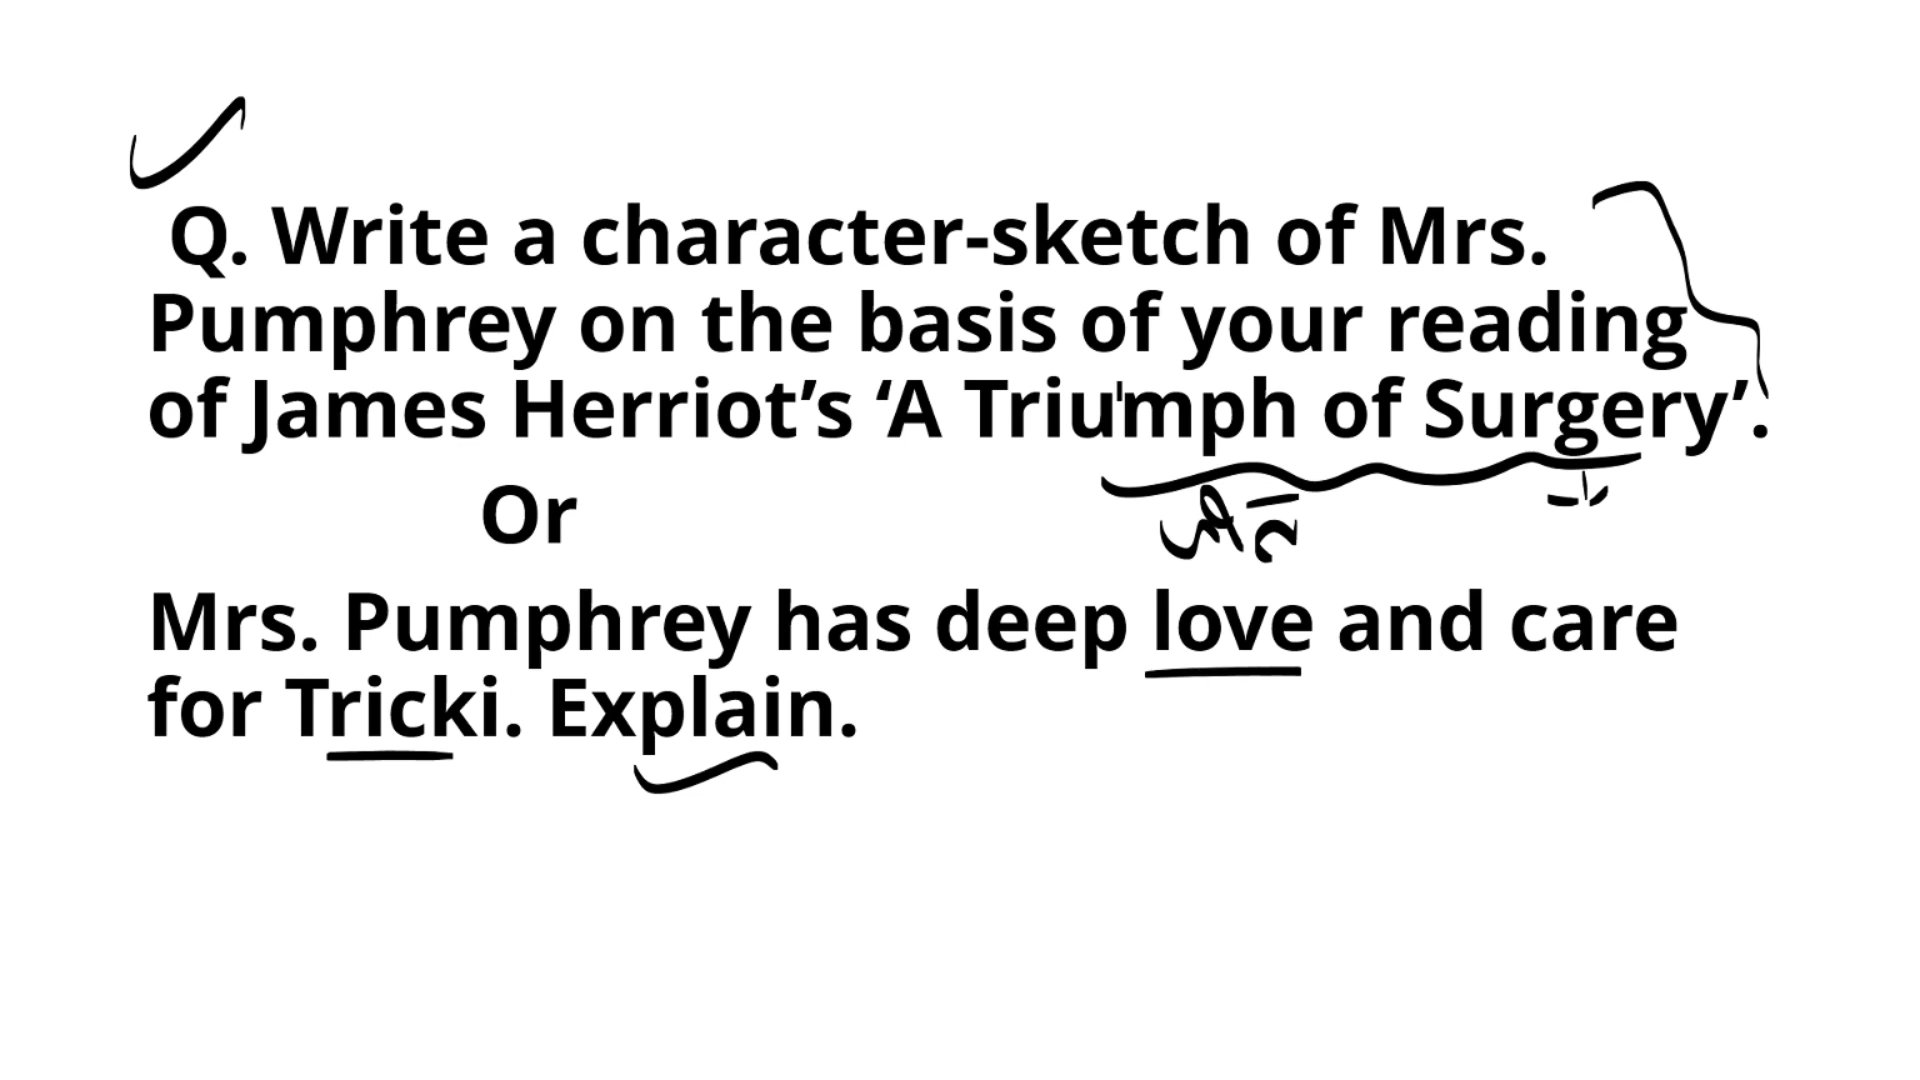 Q. Write a character-sketch of Mrs.
Pumphrey on the basis of your reading
of James Herriot’s ‘A Triumph of Surgery’.
Or
Mrs. Pumphrey has deep love and care
for Tricki. Explain.